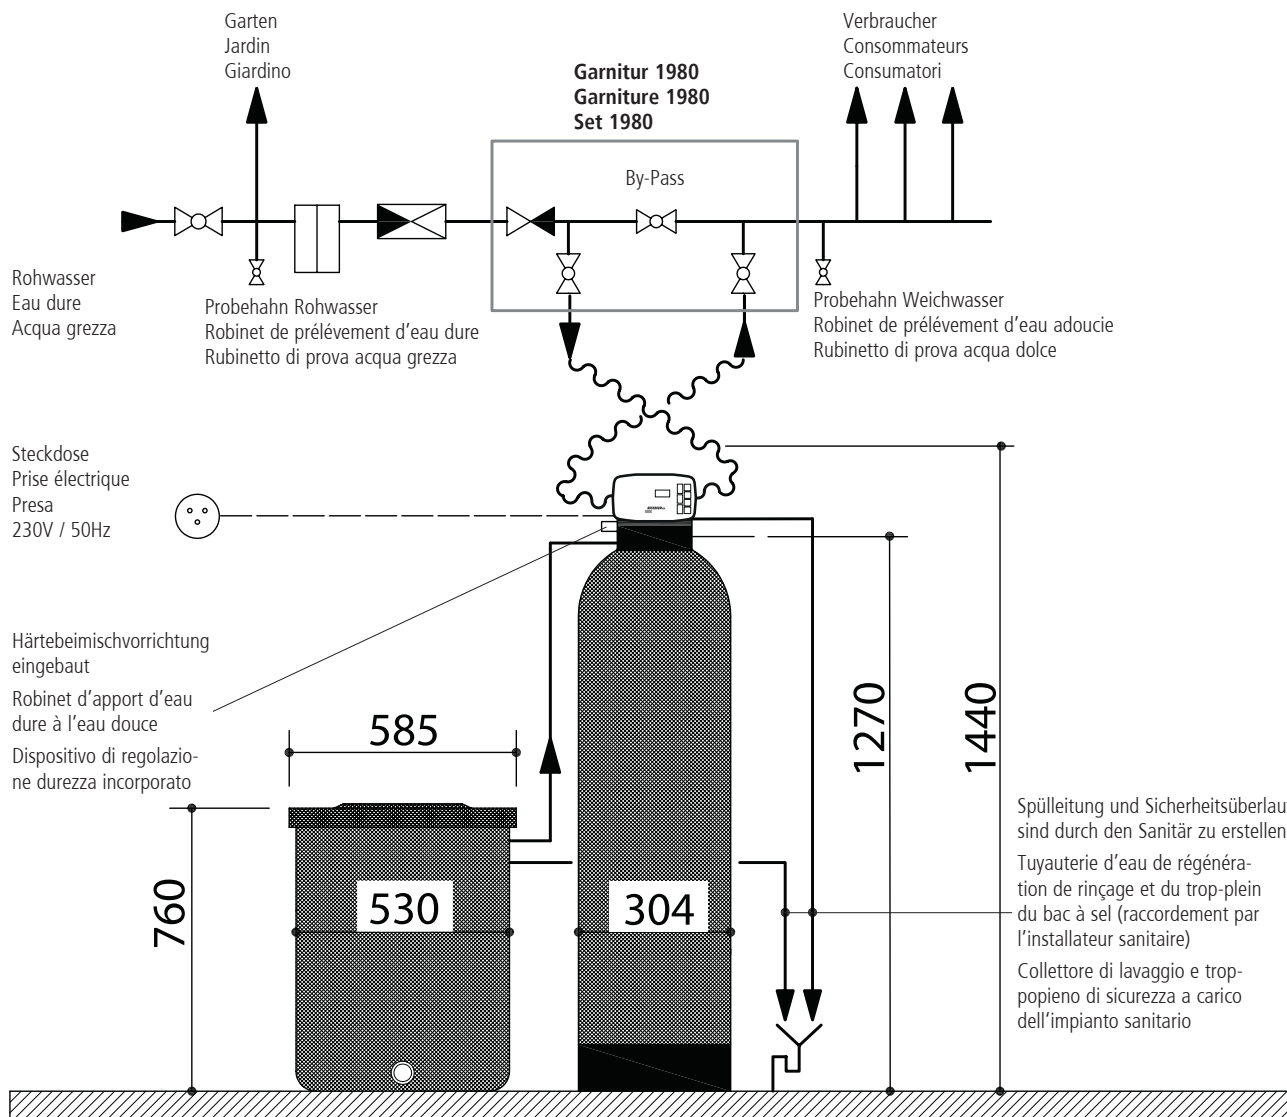 Garten
Jardin
Giardino
Verbraucher
Consommateurs
Consumatori
Garnitur 1980
Garniture 1980
Set 1980
By-Pass
Rohwasser
Eau dure
Acqua grezza
Probehahn Rohwasser
Robinet de prélévement d’eau dure
Rubinetto di prova acqua grezza
Probehahn Weichwasser
Robinet de prélévement d’eau adoucie
Rubinetto di prova acqua dolce
Steckdose
Prise électrique
Presa
230V / 50Hz
Härtebeimischvorrichtung
eingebaut
Robinet d’apport d’eau
dure à l’eau douce
Dispositivo di regolazio-
ne durezza incorporato
585
1270
1440
760
530
304
Spülleitung und Sicherheitsüberlau
sind durch den Sanitär zu erstellen
Tuyauterie d’eau de régénéra-
tion de rinçage et du trop-plein
du bac à sel (raccordement par
l’installateur sanitaire)
Collettore di lavaggio e trop-
popieno di sicurezza a carico
dell’impianto sanitario